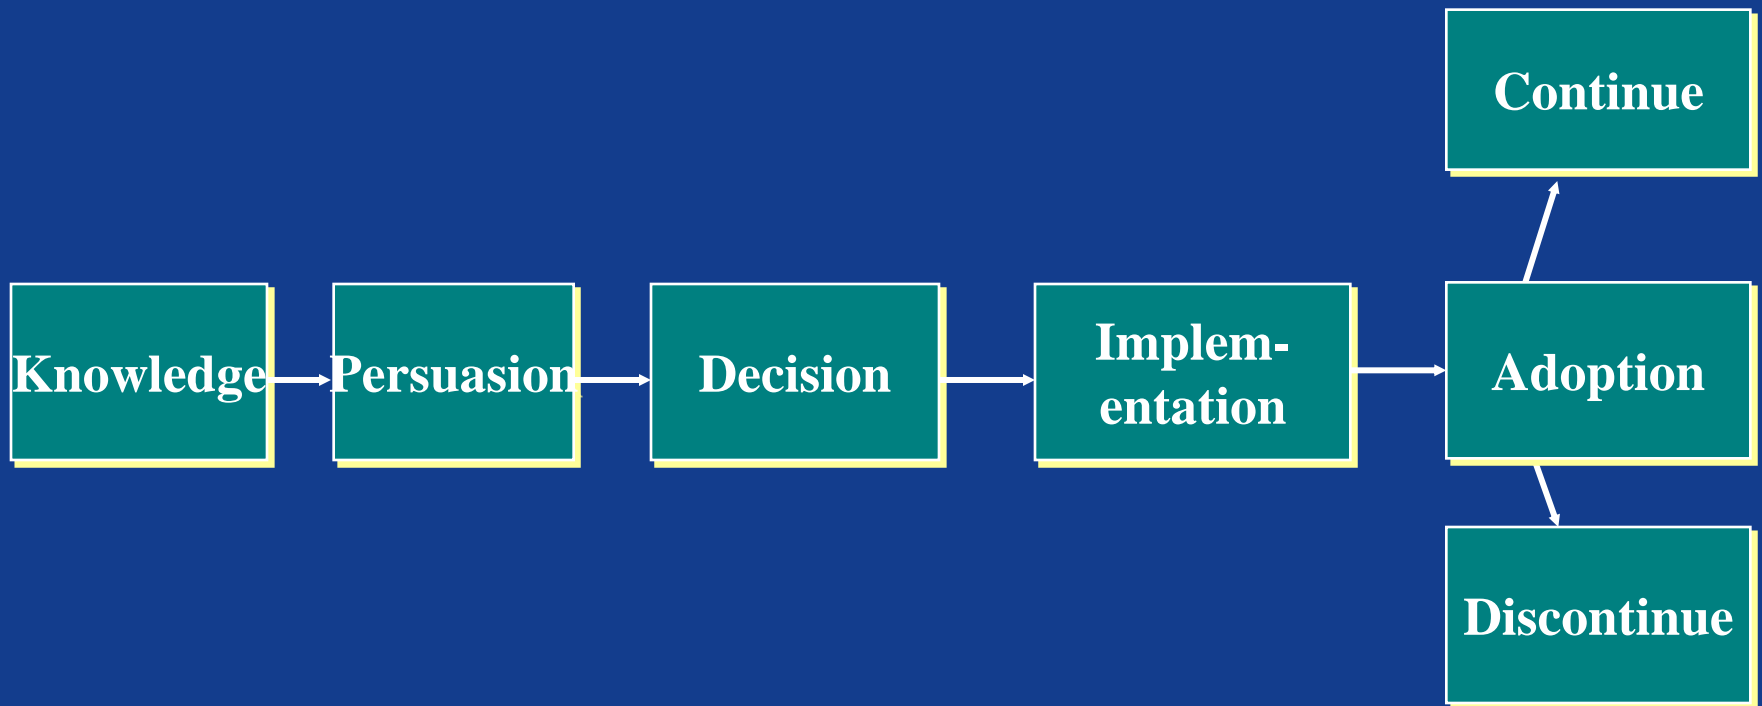 Continue
Knowledge
Persuasion
Decision
Implem-
entation
Adoption
Discontinue